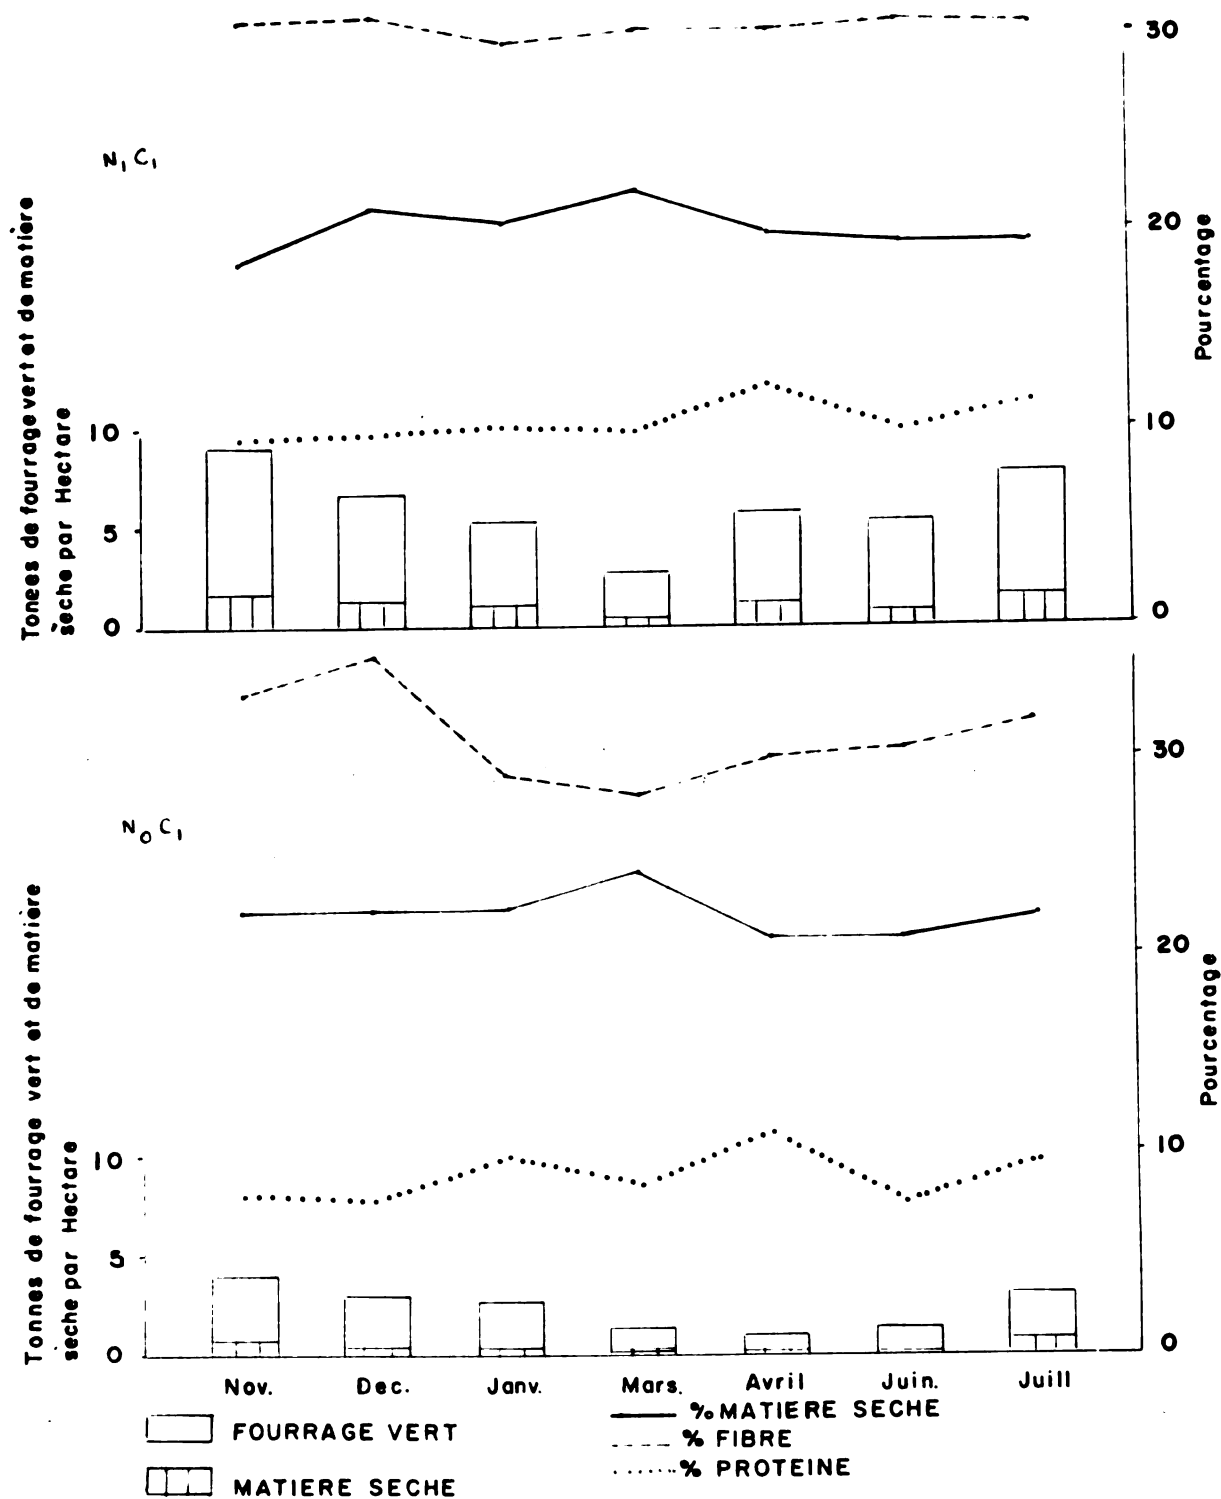 30
N₁ C₁
20
10
0
Pourcentage
Tonees de fourrage vert et de matière
sèche par Hectare
10
5
0
30
N₀ C₁
20
10
0
Pourcentage
Tonnes de fourrage vert et de matière
sèche par Hectare
10
5
0
Nov. Dec. Janv. Mars. Avril Juin. Juill
FOURRAGE VERT
MATIERE SECHE
% MATIERE SECHE
% FIBRE
% PROTEINE